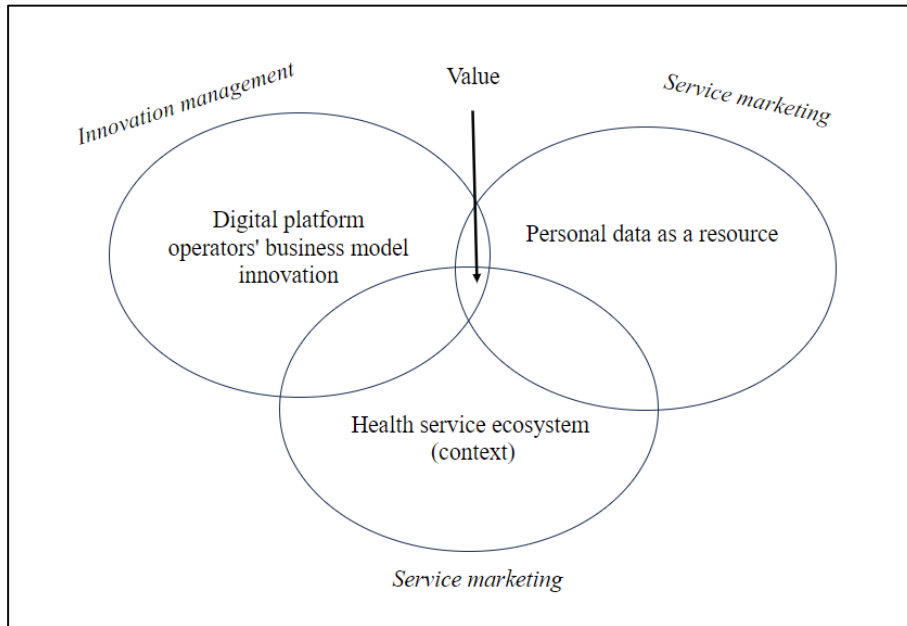 Innovation management
Value
Service marketing
Digital platform
operators' business model
innovation
Personal data as a resource
Health service ecosystem
(context)
Service marketing